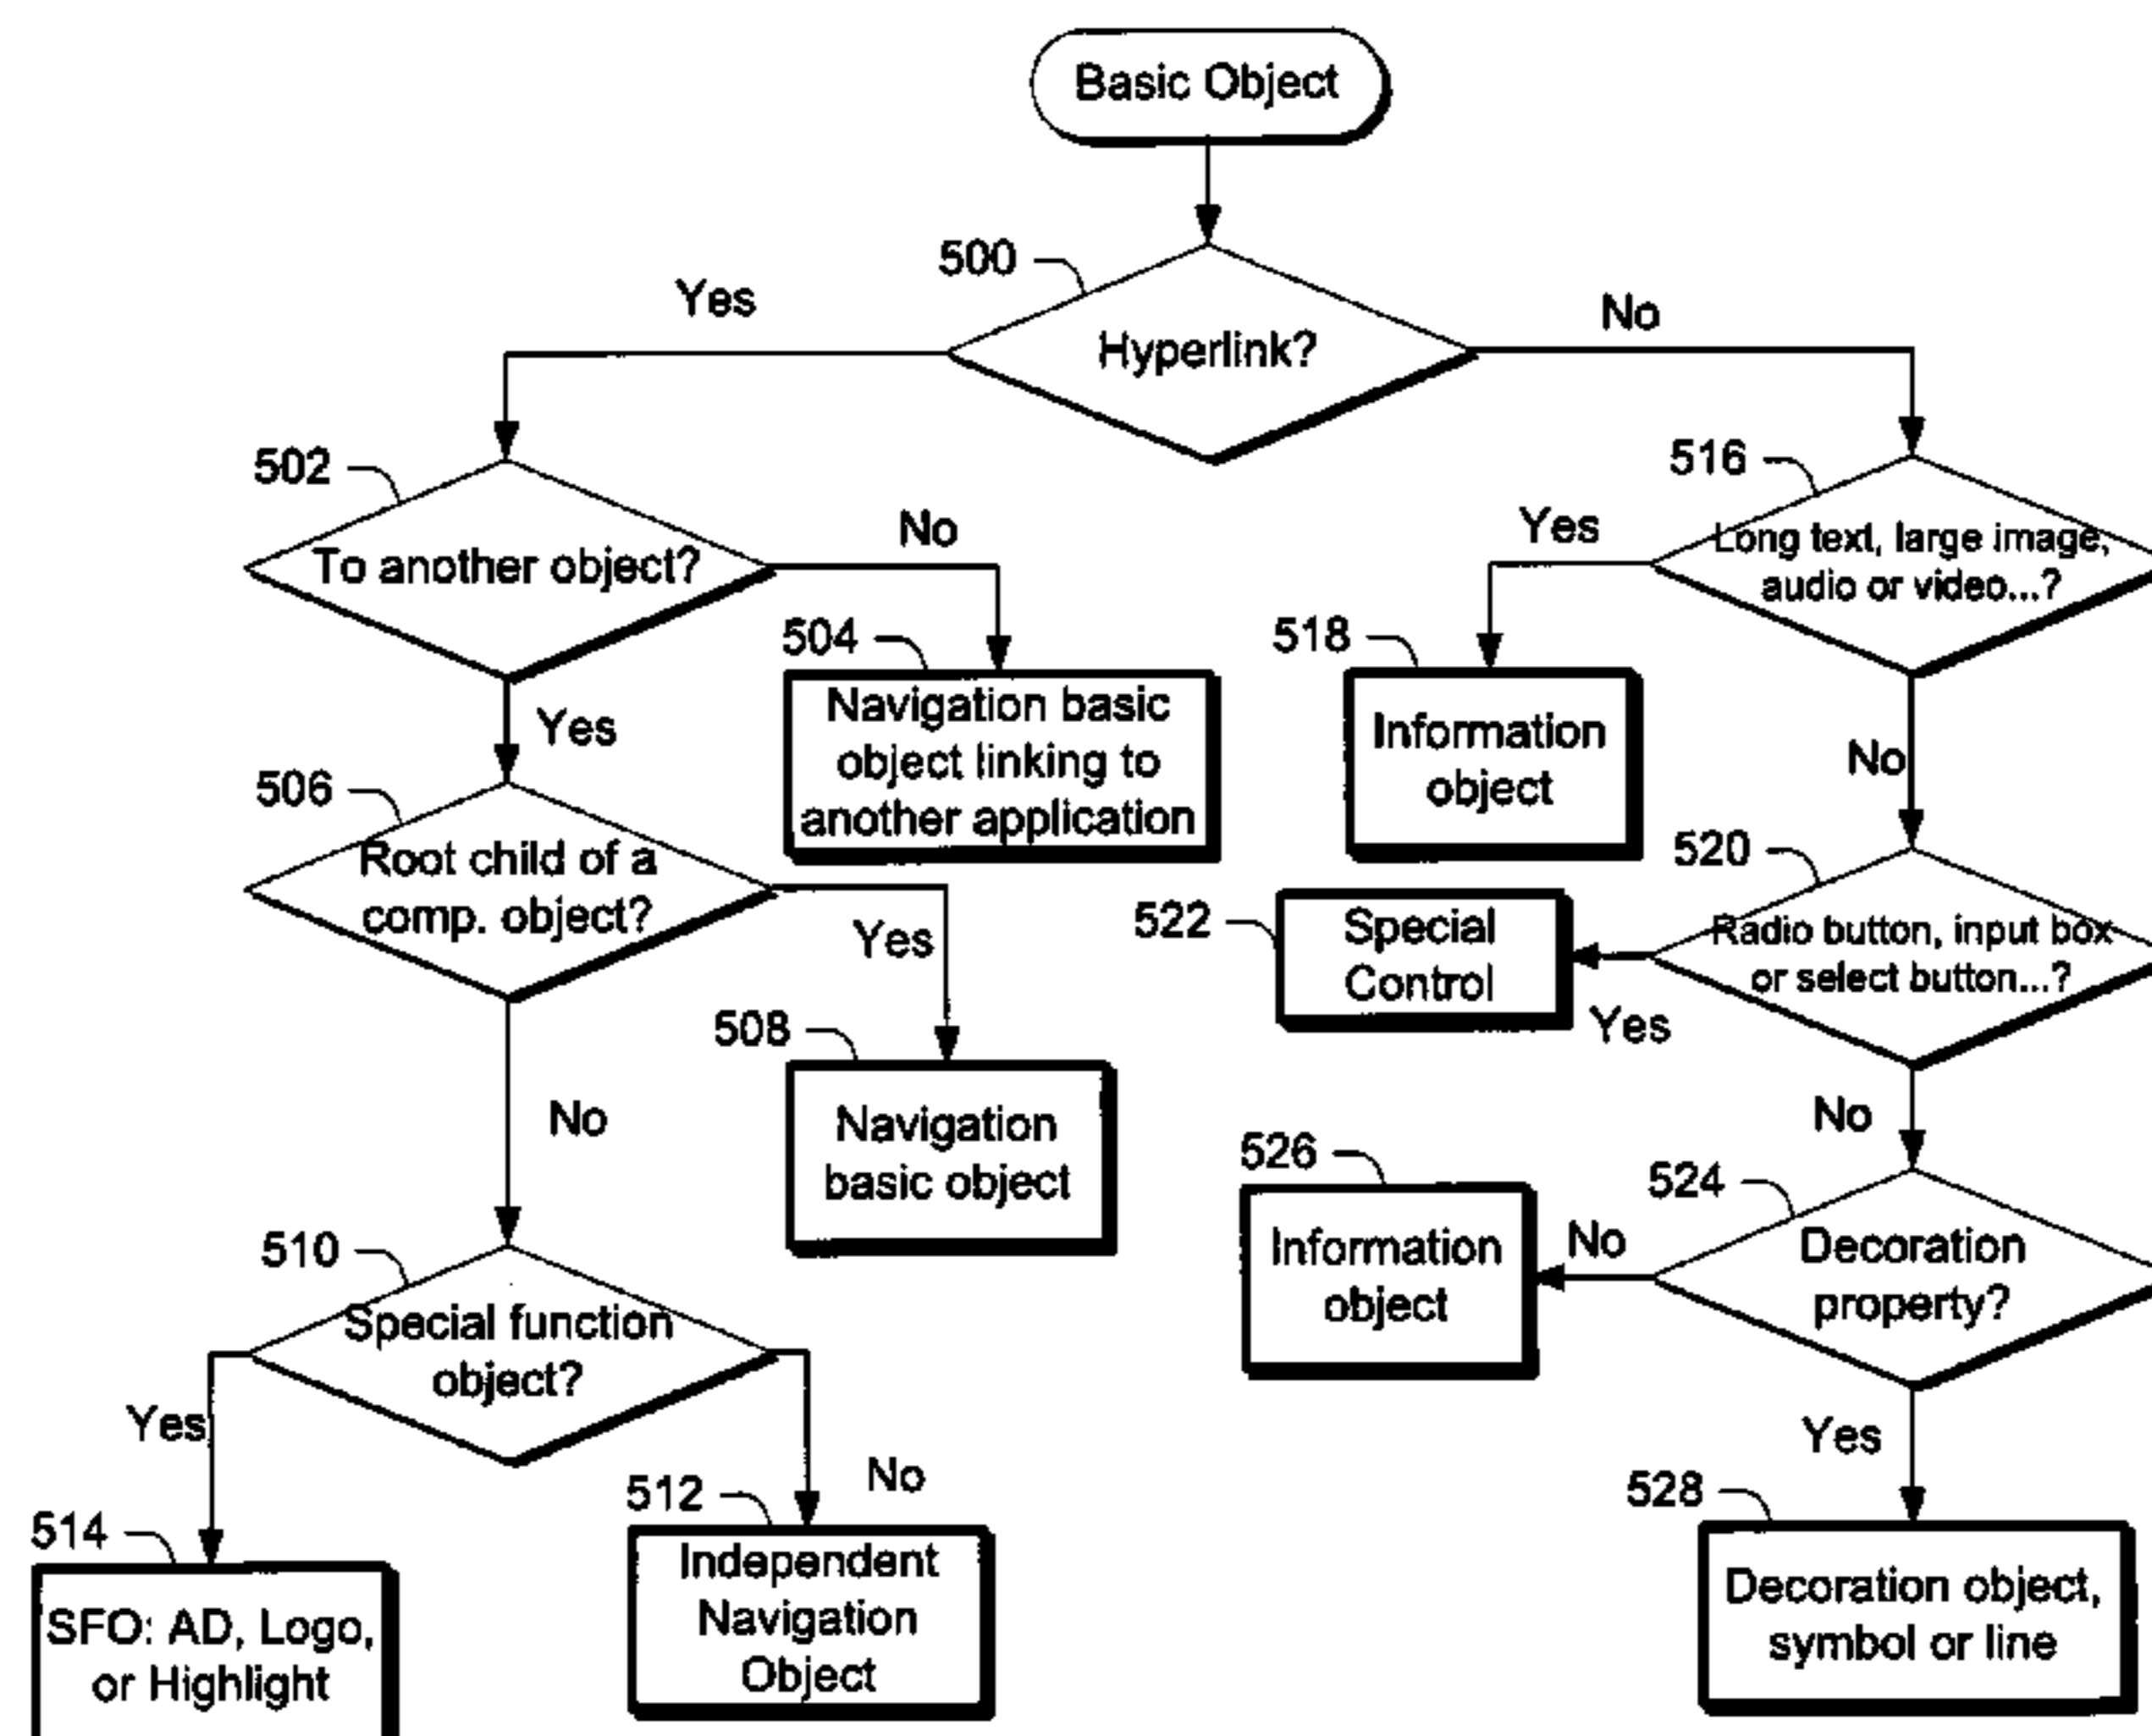 Basic Object
500
Yes
No
Hyperlink?
502
516
To another object?
No
Yes
Long text, large image,
audio or video...?
504
518
Yes
Navigation basic
object linking to
another application
Information
object
No
506
520
Root child of a
comp. object?
Yes
522
Special
Control
Radio button, input box
or select button...?
Yes
508
No
Navigation
basic object
No
526
524
510
Information
object
No
Decoration
property?
Special function
object?
Yes
Yes
No
512
528
514
Independent
Navigation
Object
Decoration object,
symbol or line
SFO: AD, Logo,
or Highlight